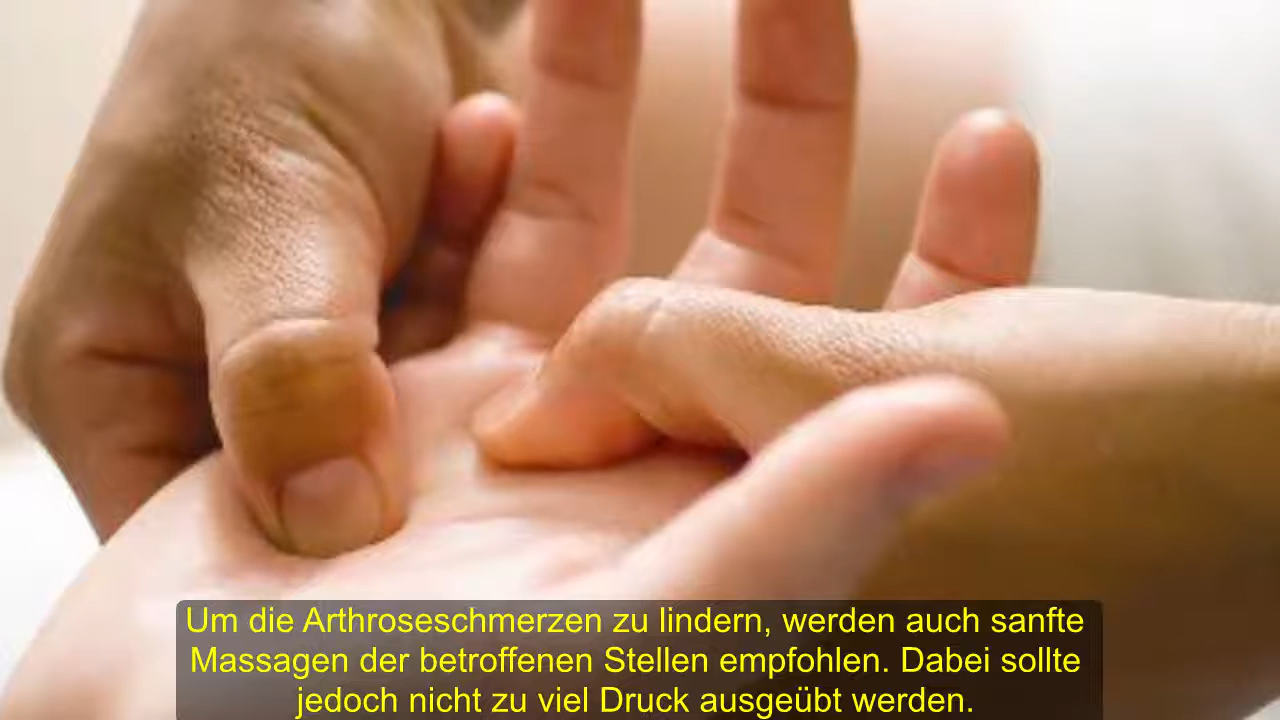 Um die Arthroseschmerzen zu lindern, werden auch sanfte
Massagen der betroffenen Stellen empfohlen. Dabei sollte
jedoch nicht zu viel Druck ausgeübt werden.